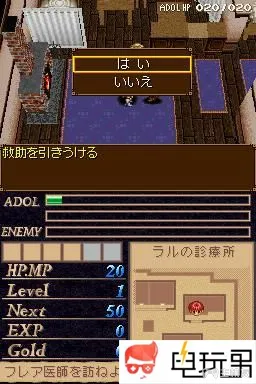 ADOL HP 020/020
はい
いいえ
救助を引きうける
ADOL
ENEMY
ラルの診療所
HP.MP 20
Level 1
Next 50
EXP 0
Gold
フレア医師を訪ねよ
电玩男